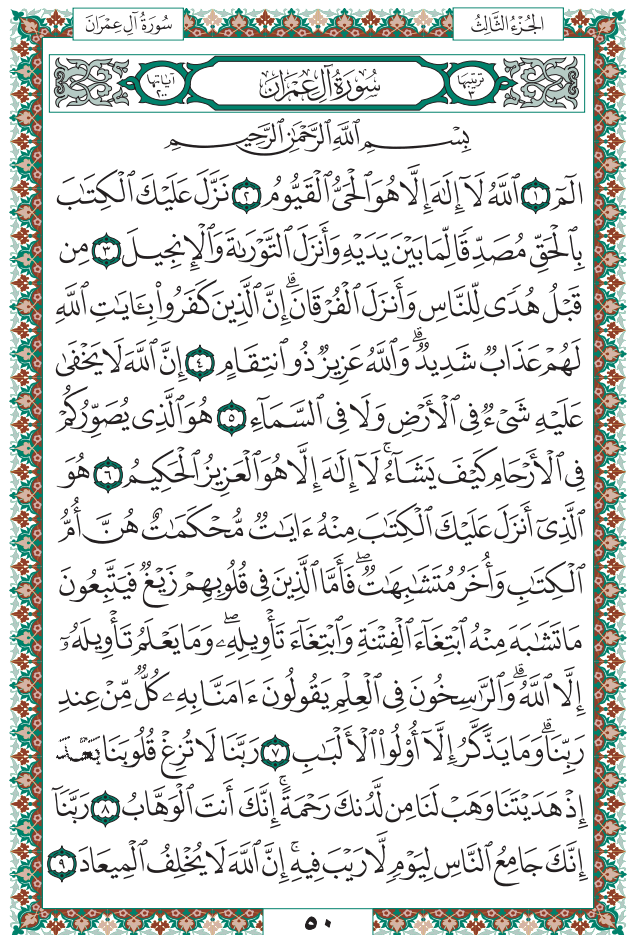 الجُزْءُ الثَّالِثُ
سُورَةُ آلِ عِمْرَانَ
ترتيبها ٣
سُورَةُ آلِ عِمْرَانَ
آياتها ٢٠٠
بِسْمِ ٱللَّهِ ٱلرَّحْمَٰنِ ٱلرَّحِيمِ
الٓمٓ ١ ٱللَّهُ لَآ إِلَٰهَ إِلَّا هُوَ ٱلْحَىُّ ٱلْقَيُّومُ ٢ نَزَّلَ عَلَيْكَ ٱلْكِتَٰبَ
بِٱلْحَقِّ مُصَدِّقًا لِّمَا بَيْنَ يَدَيْهِ وَأَنزَلَ ٱلتَّوْرَىٰةَ وَٱلْإِنجِيلَ ٣ مِن
قَبْلُ هُدًى لِّلنَّاسِ وَأَنزَلَ ٱلْفُرْقَانَ ۗ إِنَّ ٱلَّذِينَ كَفَرُوا۟ بِـَٔايَٰتِ ٱللَّهِ
لَهُمْ عَذَابٌ شَدِيدٌ ۗ وَٱللَّهُ عَزِيزٌ ذُو ٱنتِقَامٍ ٤ إِنَّ ٱللَّهَ لَا يَخْفَىٰ
عَلَيْهِ شَىْءٌ فِى ٱلْأَرْضِ وَلَا فِى ٱلسَّمَآءِ ٥ هُوَ ٱلَّذِى يُصَوِّرُكُمْ
فِى ٱلْأَرْحَامِ كَيْفَ يَشَآءُ ۚ لَآ إِلَٰهَ إِلَّا هُوَ ٱلْعَزِيزُ ٱلْحَكِيمُ ٦ هُوَ
ٱلَّذِىٓ أَنزَلَ عَلَيْكَ ٱلْكِتَٰبَ مِنْهُ ءَايَٰتٌ مُّحْكَمَٰتٌ هُنَّ أُمُّ
ٱلْكِتَٰبِ وَأُخَرُ مُتَشَٰبِهَٰتٌ ۖ فَأَمَّا ٱلَّذِينَ فِى قُلُوبِهِمْ زَيْغٌ فَيَتَّبِعُونَ
مَا تَشَٰبَهَ مِنْهُ ٱبْتِغَآءَ ٱلْفِتْنَةِ وَٱبْتِغَآءَ تَأْوِيلِهِۦ ۖ وَمَا يَعْلَمُ تَأْوِيلَهُۥٓ
إِلَّا ٱللَّهُ ۗ وَٱلرَّٰسِخُونَ فِى ٱلْعِلْمِ يَقُولُونَ ءَامَنَّا بِهِۦ كُلٌّ مِّنْ عِندِ
رَبِّنَا ۗ وَمَا يَذَّكَّرُ إِلَّآ أُو۟لُوا۟ ٱلْأَلْبَٰبِ ٧ رَبَّنَا لَا تُزِغْ قُلُوبَنَا
إِذْ هَدَيْتَنَا وَهَبْ لَنَا مِن لَّدُنكَ رَحْمَةً ۚ إِنَّكَ أَنتَ ٱلْوَهَّابُ ٨ رَبَّنَآ
إِنَّكَ جَامِعُ ٱلنَّاسِ لِيَوْمٍ لَّا رَيْبَ فِيهِ ۚ إِنَّ ٱللَّهَ لَا يُخْلِفُ ٱلْمِيعَادَ ٩
٥٠